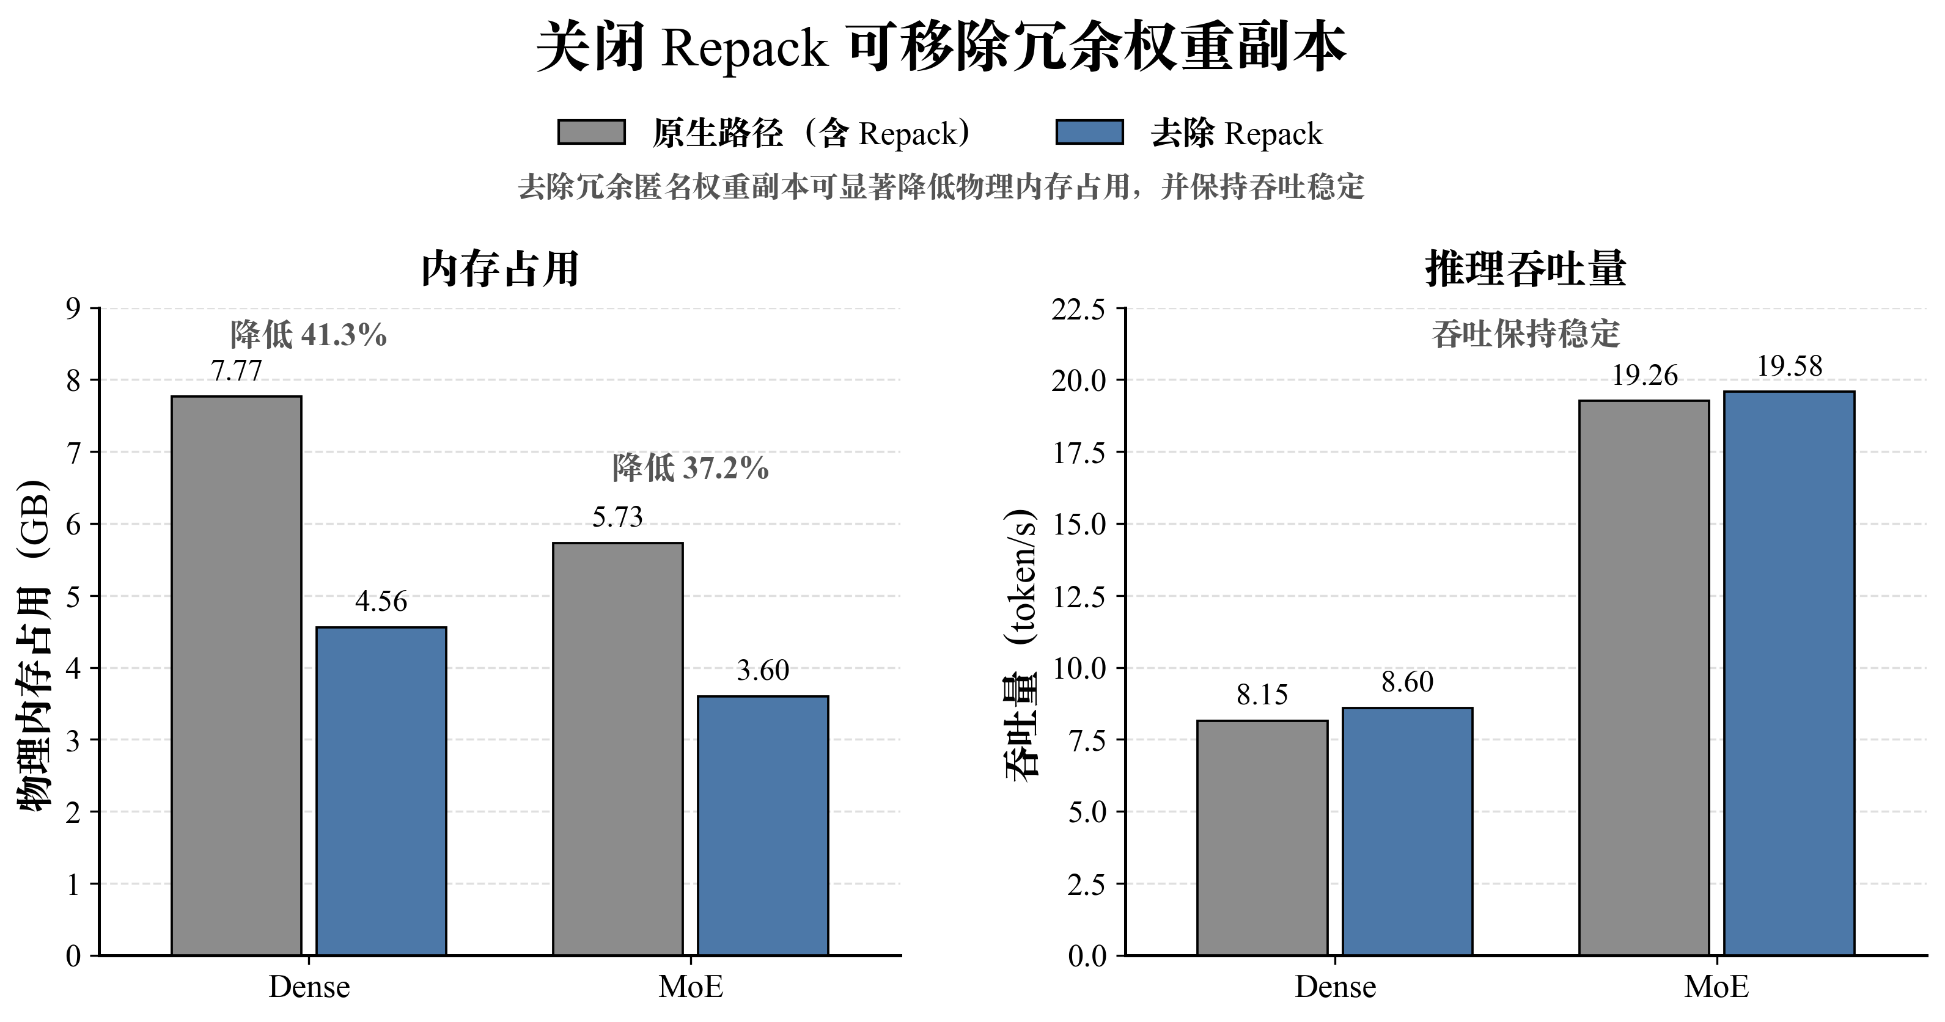 关闭 Repack 可移除冗余权重副本
原生路径（含 Repack） 去除 Repack
去除冗余匿名权重副本可显著降低物理内存占用，并保持吞吐稳定
内存占用
物理内存占用（GB）
9
8
7
6
5
4
3
2
1
0
降低 41.3%
7.77
4.56
降低 37.2%
5.73
3.60
Dense MoE
推理吞吐量
吞吐量（token/s）
22.5
20.0
17.5
15.0
12.5
10.0
7.5
5.0
2.5
0.0
吞吐保持稳定
8.15
8.60
19.26
19.58
Dense MoE